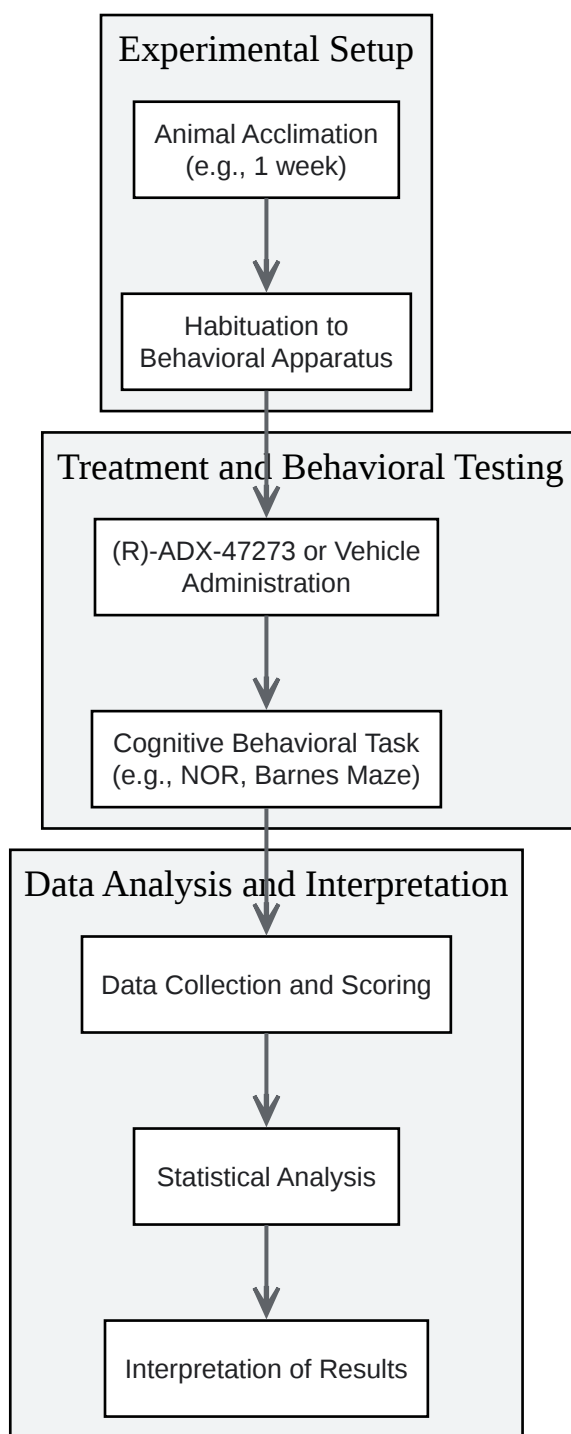 Experimental Setup
Animal Acclimation
(e.g., 1 week)
Habituation to
Behavioral Apparatus
Treatment and Behavioral Testing
(R)-ADX-47273 or Vehicle
Administration
Cognitive Behavioral Task
(e.g., NOR, Barnes Maze)
Data Analysis and Interpretation
Data Collection and Scoring
Statistical Analysis
Interpretation of Results